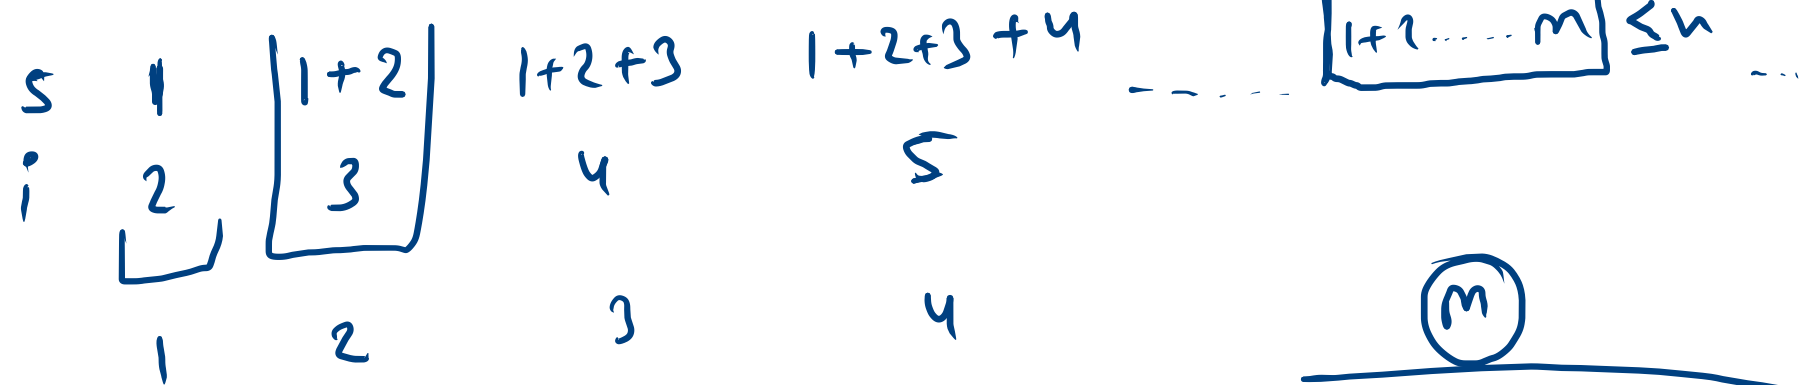 s 1 1+2 1+2+3 1+2+3+4 ------ 1+2......m ≤n ---
i 2 3 4 5
1 2 3 4 m